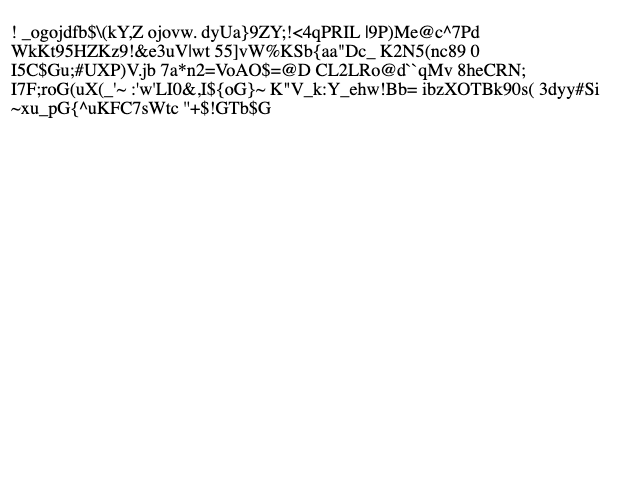 ! _ogojdfb$\(kY,Z ojovw. dyUa}9ZY;!<4qPRIL |9P)Me@c^7Pd
WkKt95HZKz9!&e3uV|wt 55]vW%KSb{aa"Dc_ K2N5(nc89 0
I5C$Gu;#UXP)V.jb 7a*n2=VoAO$=@D CL2LRo@d``qMv 8heCRN;
I7F;roG(uX(_'~ :'w'LI0&,I${oG}~ K"V_k:Y_ehw!Bb= ibzXOTBk90s( 3dyy#Si
~xu_pG{^uKFC7sWtc "+$!GTb$G